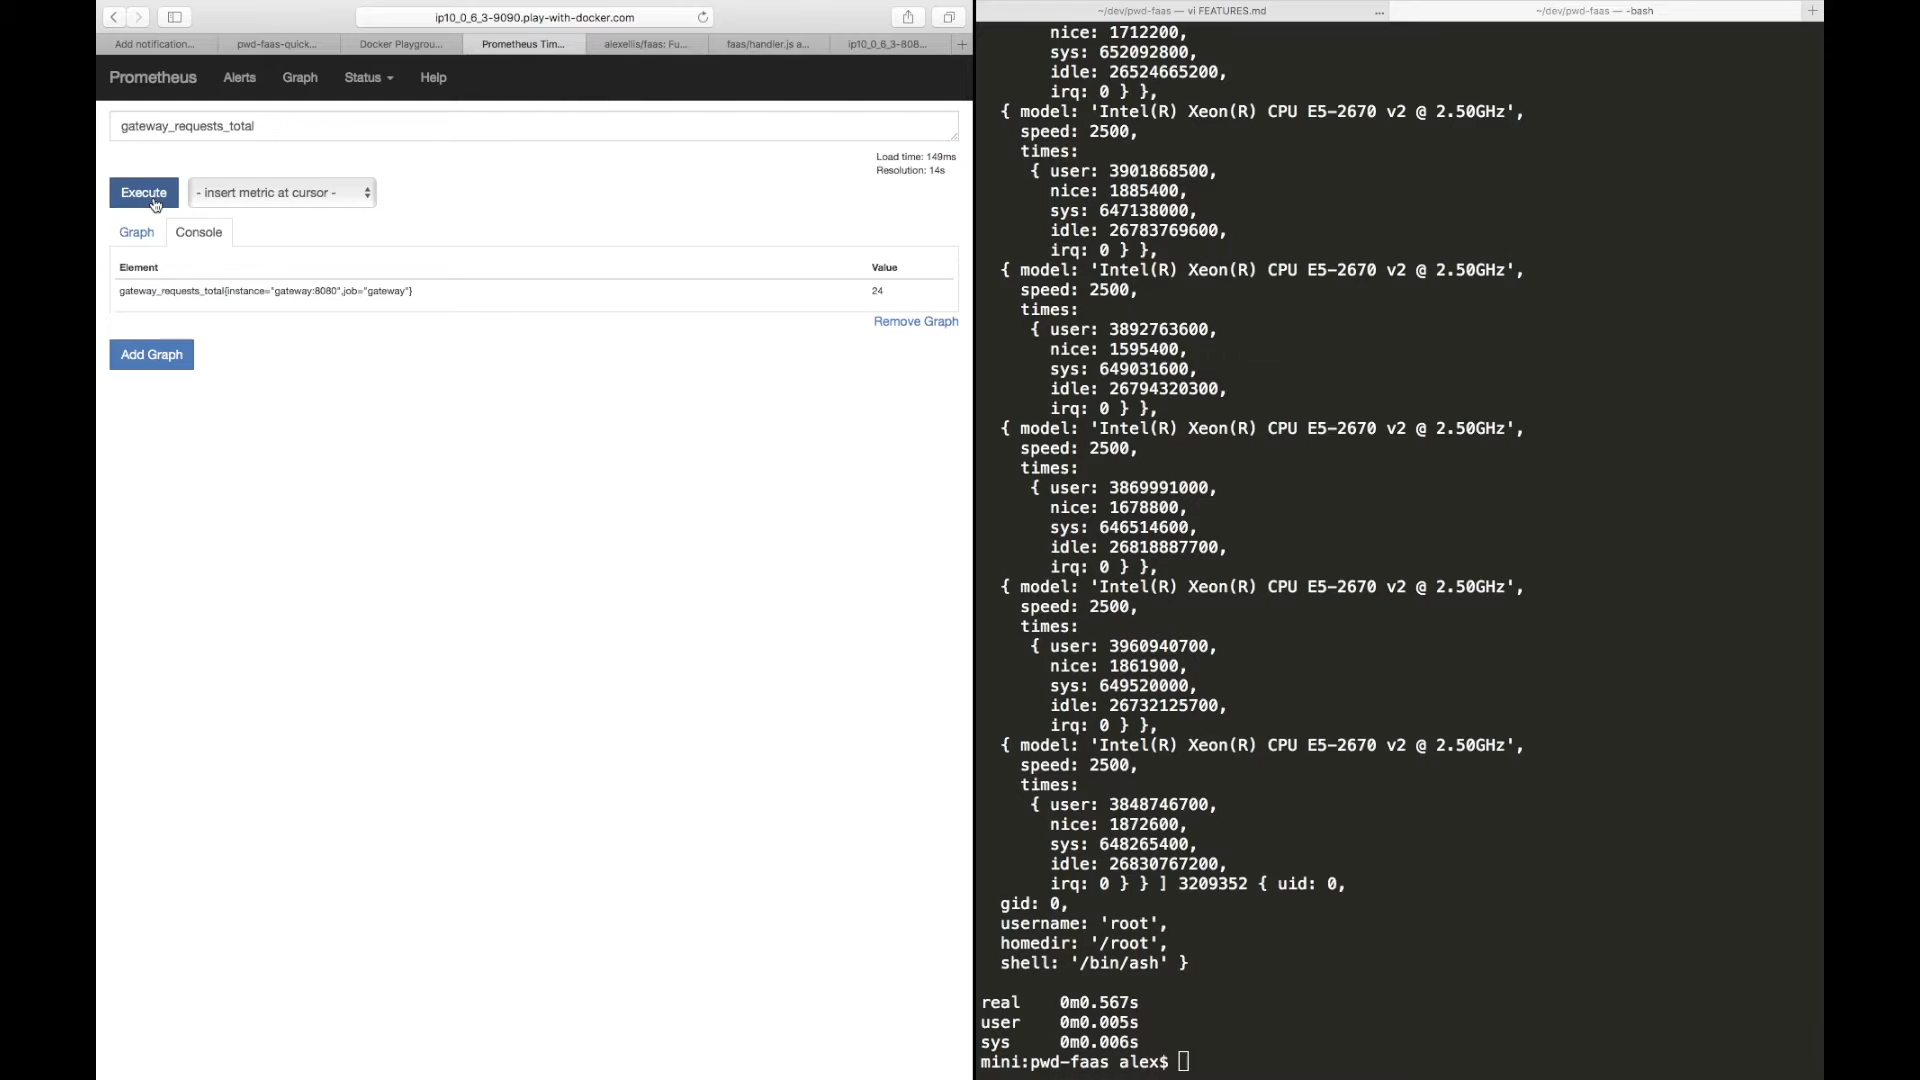 ip10_0_6_3-9090.play-with-docker.com
Add notification...
pwd-faas-quick...
Docker Playgrou...
Prometheus Tim...
alexellis/faas: Fu...
faas/handler.js a...
ip10_0_6_3-808...
Prometheus
Alerts
Graph
Status
Help
gateway_requests_total
Load time: 149ms
Resolution: 14s
Execute
- insert metric at cursor -
Graph
Console
Element
Value
gateway_requests_total{instance="gateway:8080",job="gateway"}
24
Remove Graph
Add Graph
~/dev/pwd-faas — vi FEATURES.md
...
~/dev/pwd-faas — -bash
nice: 1712200,
sys: 652092800,
idle: 26524665200,
irq: 0 } },
{ model: 'Intel(R) Xeon(R) CPU E5-2670 v2 @ 2.50GHz',
speed: 2500,
times:
{ user: 3901868500,
nice: 1885400,
sys: 647138000,
idle: 26783769600,
irq: 0 } },
{ model: 'Intel(R) Xeon(R) CPU E5-2670 v2 @ 2.50GHz',
speed: 2500,
times:
{ user: 3892763600,
nice: 1595400,
sys: 649031600,
idle: 26794320300,
irq: 0 } },
{ model: 'Intel(R) Xeon(R) CPU E5-2670 v2 @ 2.50GHz',
speed: 2500,
times:
{ user: 3869991000,
nice: 1678800,
sys: 646514600,
idle: 26818887700,
irq: 0 } },
{ model: 'Intel(R) Xeon(R) CPU E5-2670 v2 @ 2.50GHz',
speed: 2500,
times:
{ user: 3960940700,
nice: 1861900,
sys: 649520000,
idle: 26732125700,
irq: 0 } },
{ model: 'Intel(R) Xeon(R) CPU E5-2670 v2 @ 2.50GHz',
speed: 2500,
times:
{ user: 3848746700,
nice: 1872600,
sys: 648265400,
idle: 26830767200,
irq: 0 } } ] 3209352 { uid: 0,
gid: 0,
username: 'root',
homedir: '/root',
shell: '/bin/ash' }
real 0m0.567s
user 0m0.005s
sys 0m0.006s
mini:pwd-faas alex$